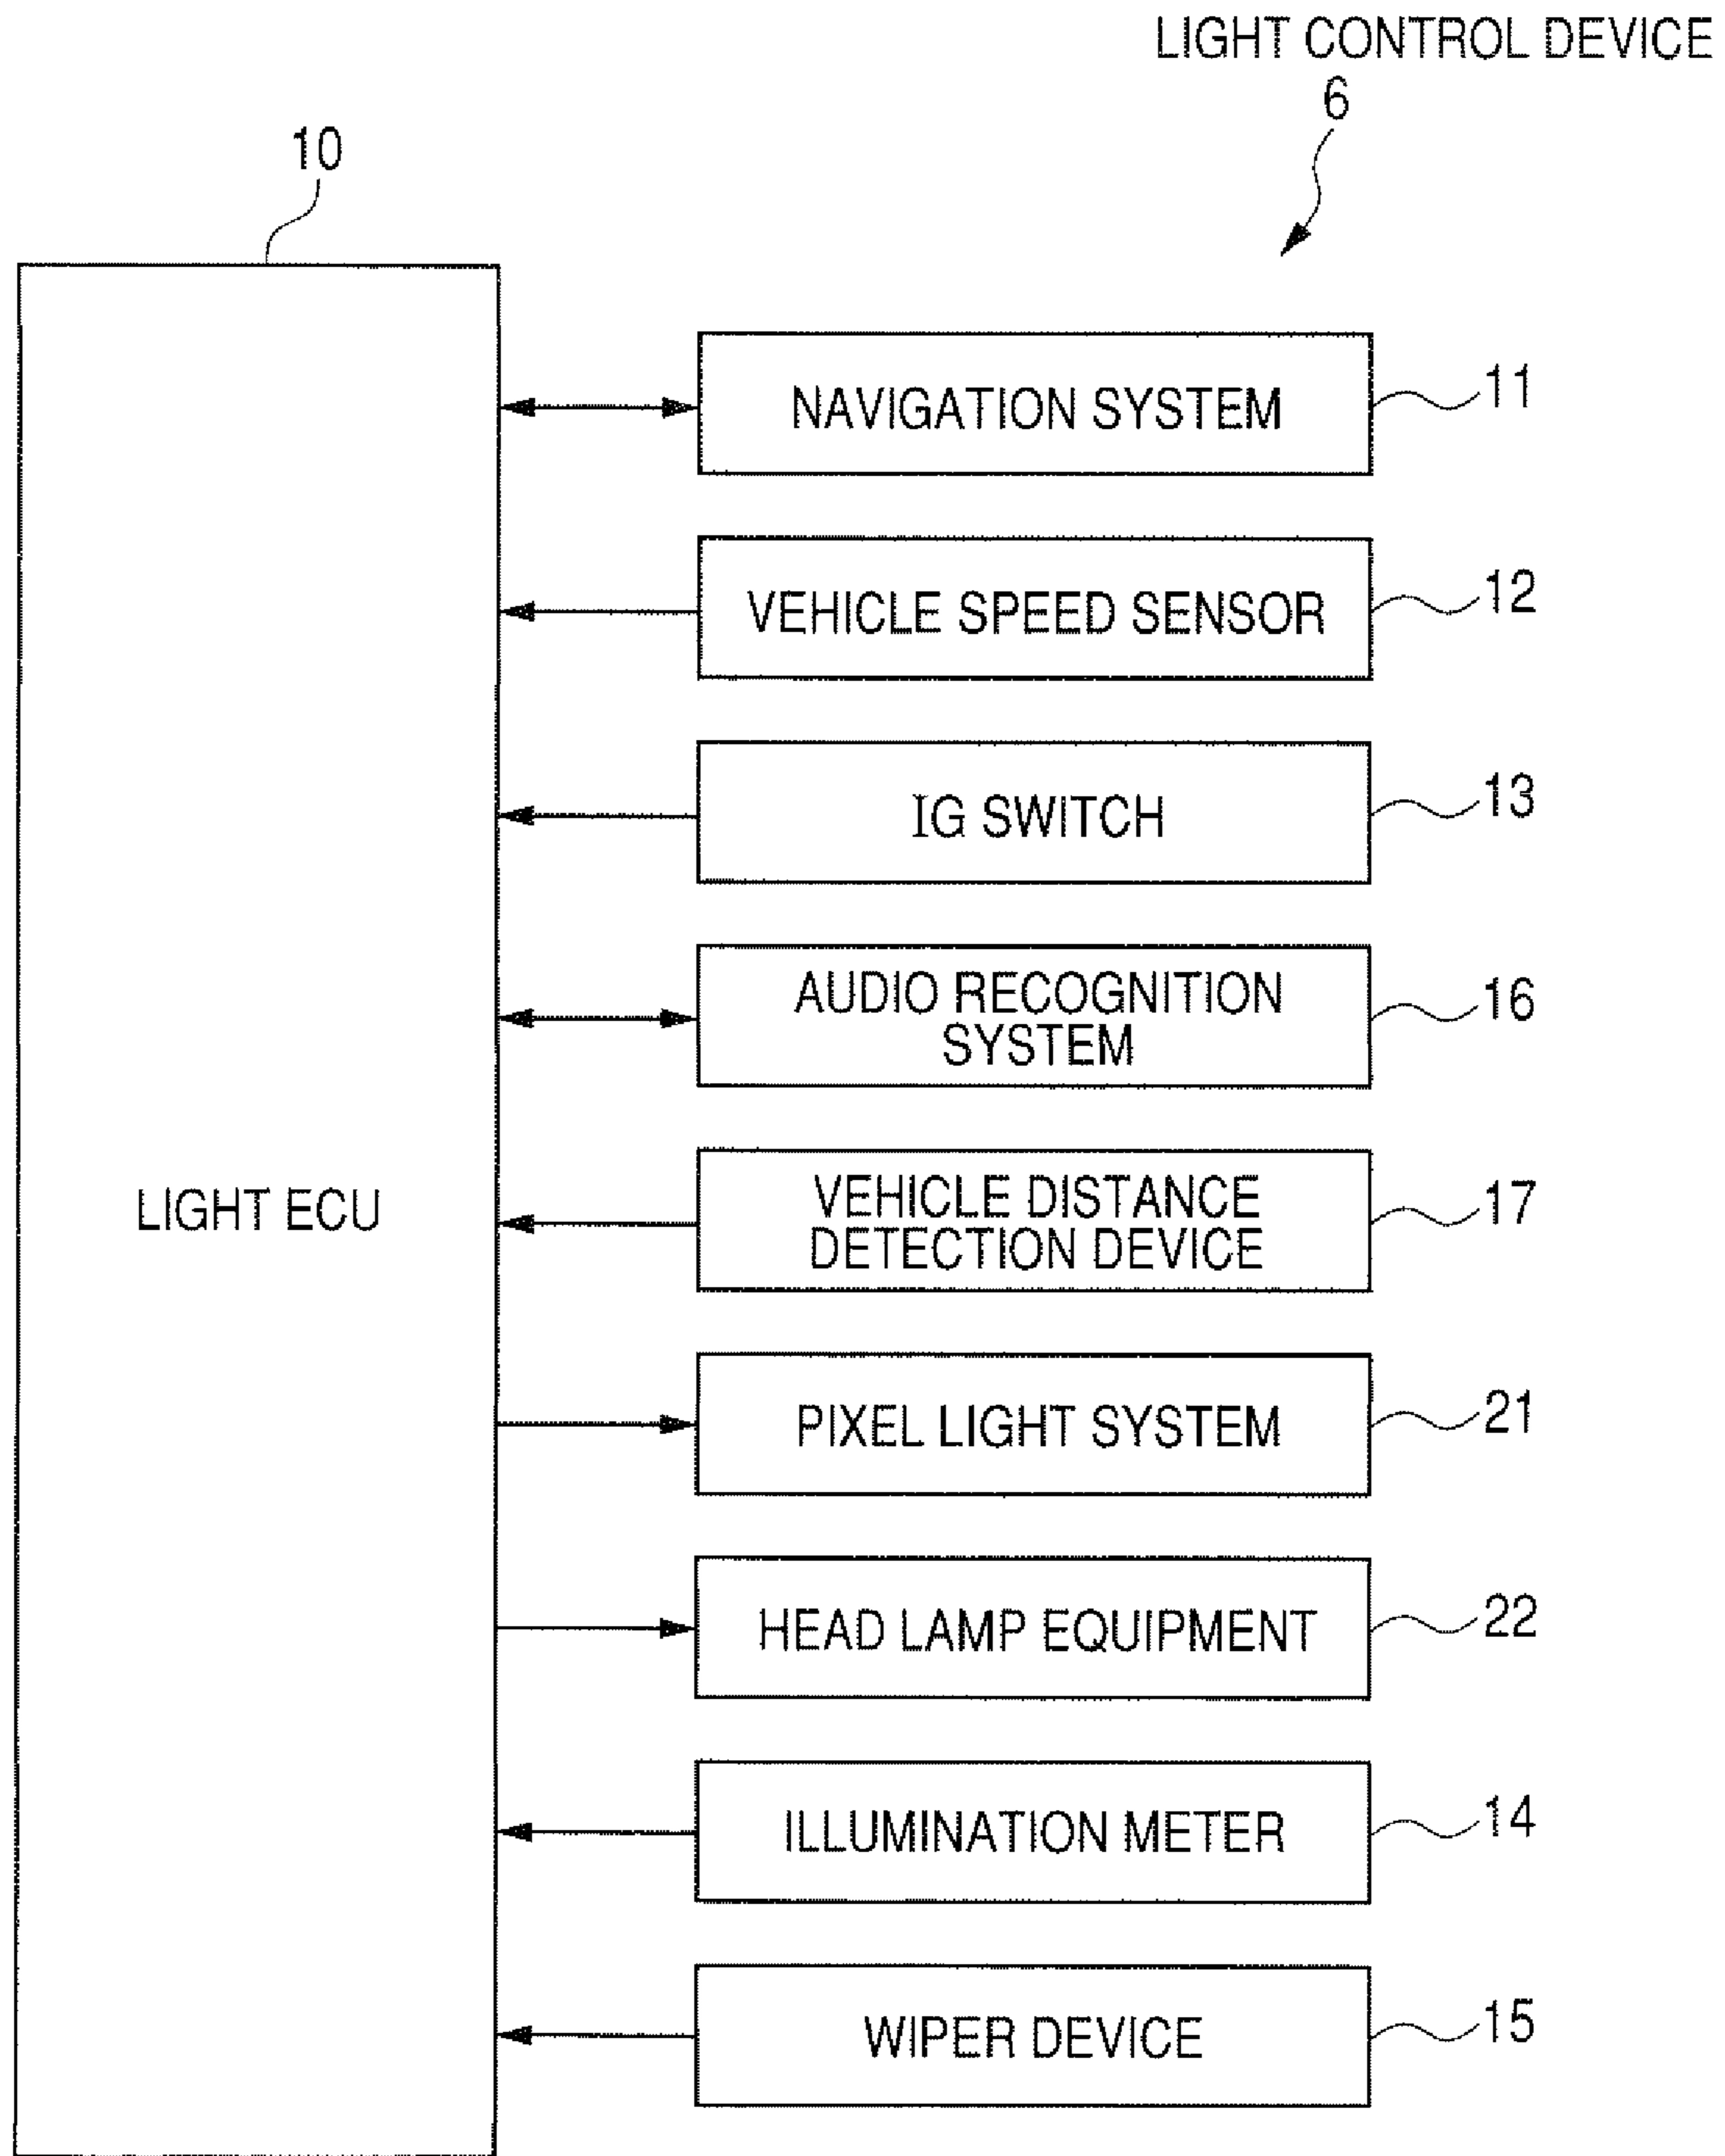 LIGHT CONTROL DEVICE
6
10
NAVIGATION SYSTEM
11
VEHICLE SPEED SENSOR
12
IG SWITCH
13
AUDIO RECOGNITION
SYSTEM
16
LIGHT ECU
VEHICLE DISTANCE
DETECTION DEVICE
17
PIXEL LIGHT SYSTEM
21
HEAD LAMP EQUIPMENT
22
ILLUMINATION METER
14
WIPER DEVICE
15